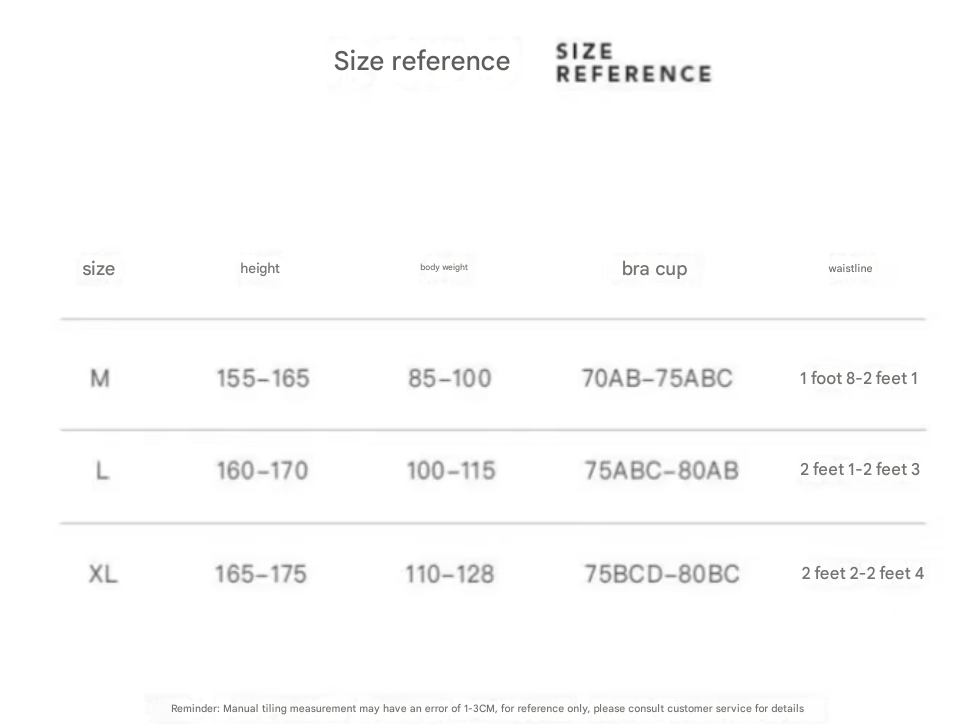 Size reference
SIZE
REFERENCE
size height body weight bra cup waistline
M 155–165 85–100 70AB–75ABC 1 foot 8-2 feet 1
L 160–170 100–115 75ABC–80AB 2 feet 1-2 feet 3
XL 165–175 110–128 75BCD–80BC 2 feet 2-2 feet 4
Reminder: Manual tiling measurement may have an error of 1-3CM, for reference only, please consult customer service for details